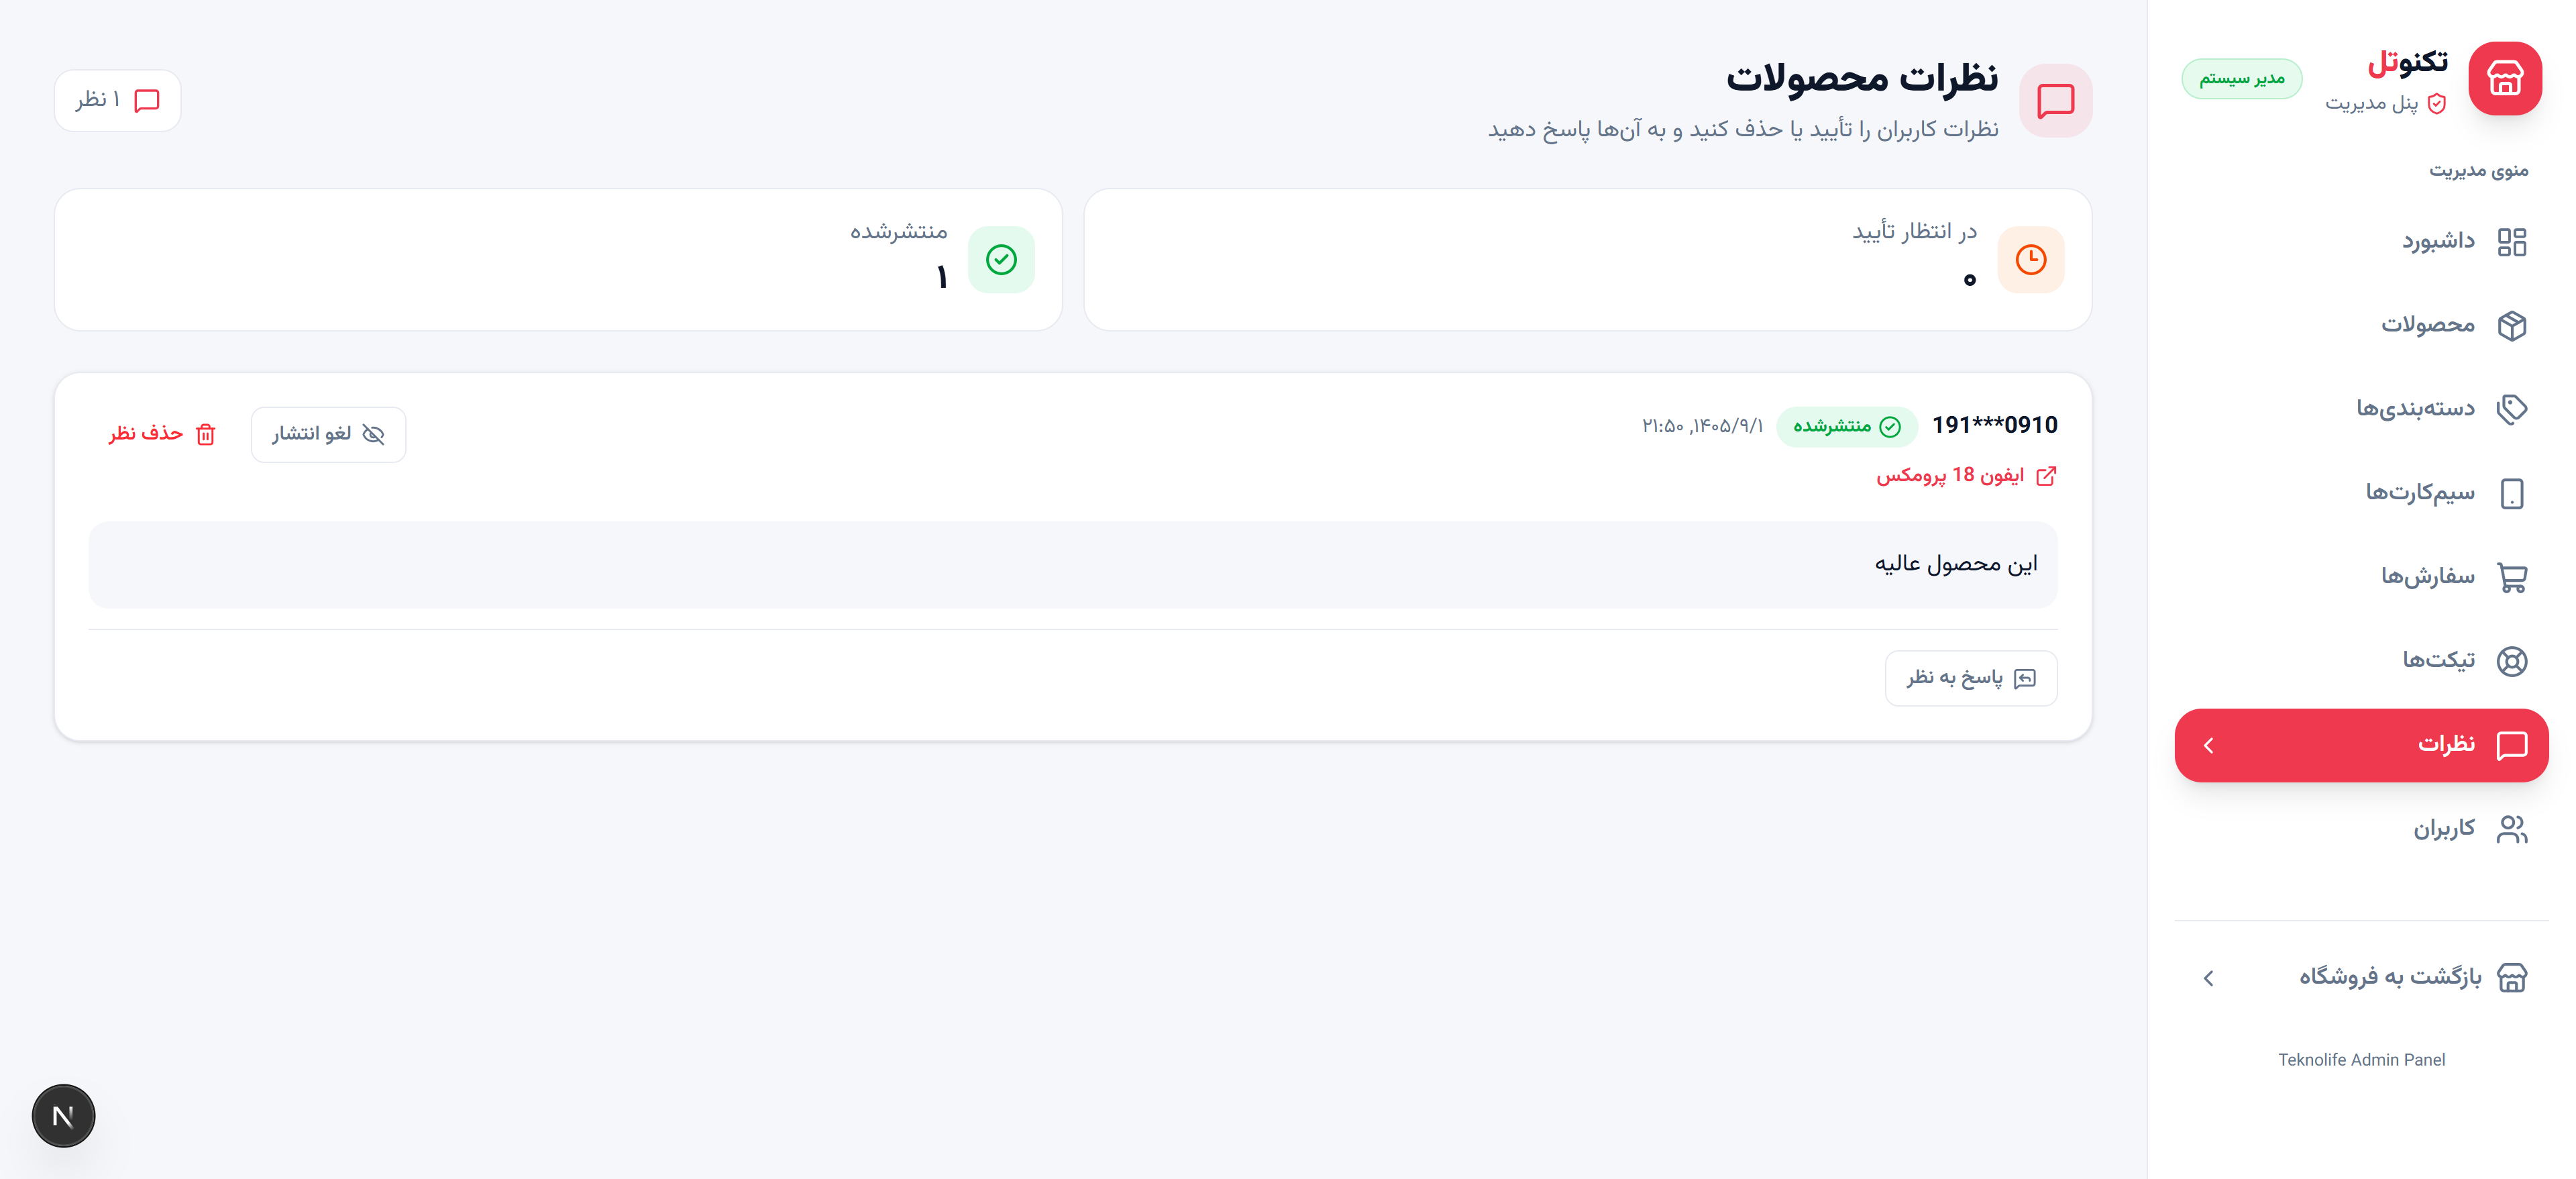 تکنوتل
پنل مدیریت
مدیر سیستم
منوی مدیریت
داشبورد
محصولات
دسته‌بندی‌ها
سیم‌کارت‌ها
سفارش‌ها
تیکت‌ها
نظرات
کاربران
بازگشت به فروشگاه
Teknolife Admin Panel
نظرات محصولات
نظرات کاربران را تأیید یا حذف کنید و به آن‌ها پاسخ دهید
۱ نظر
در انتظار تأیید
۰
منتشرشده
۱
191***0910 منتشرشده ۱۴۰۵/۹/۱, ۲۱:۵۰
ایفون 18 پرومکس
لغو انتشار
حذف نظر
این محصول عالیه
پاسخ به نظر
N